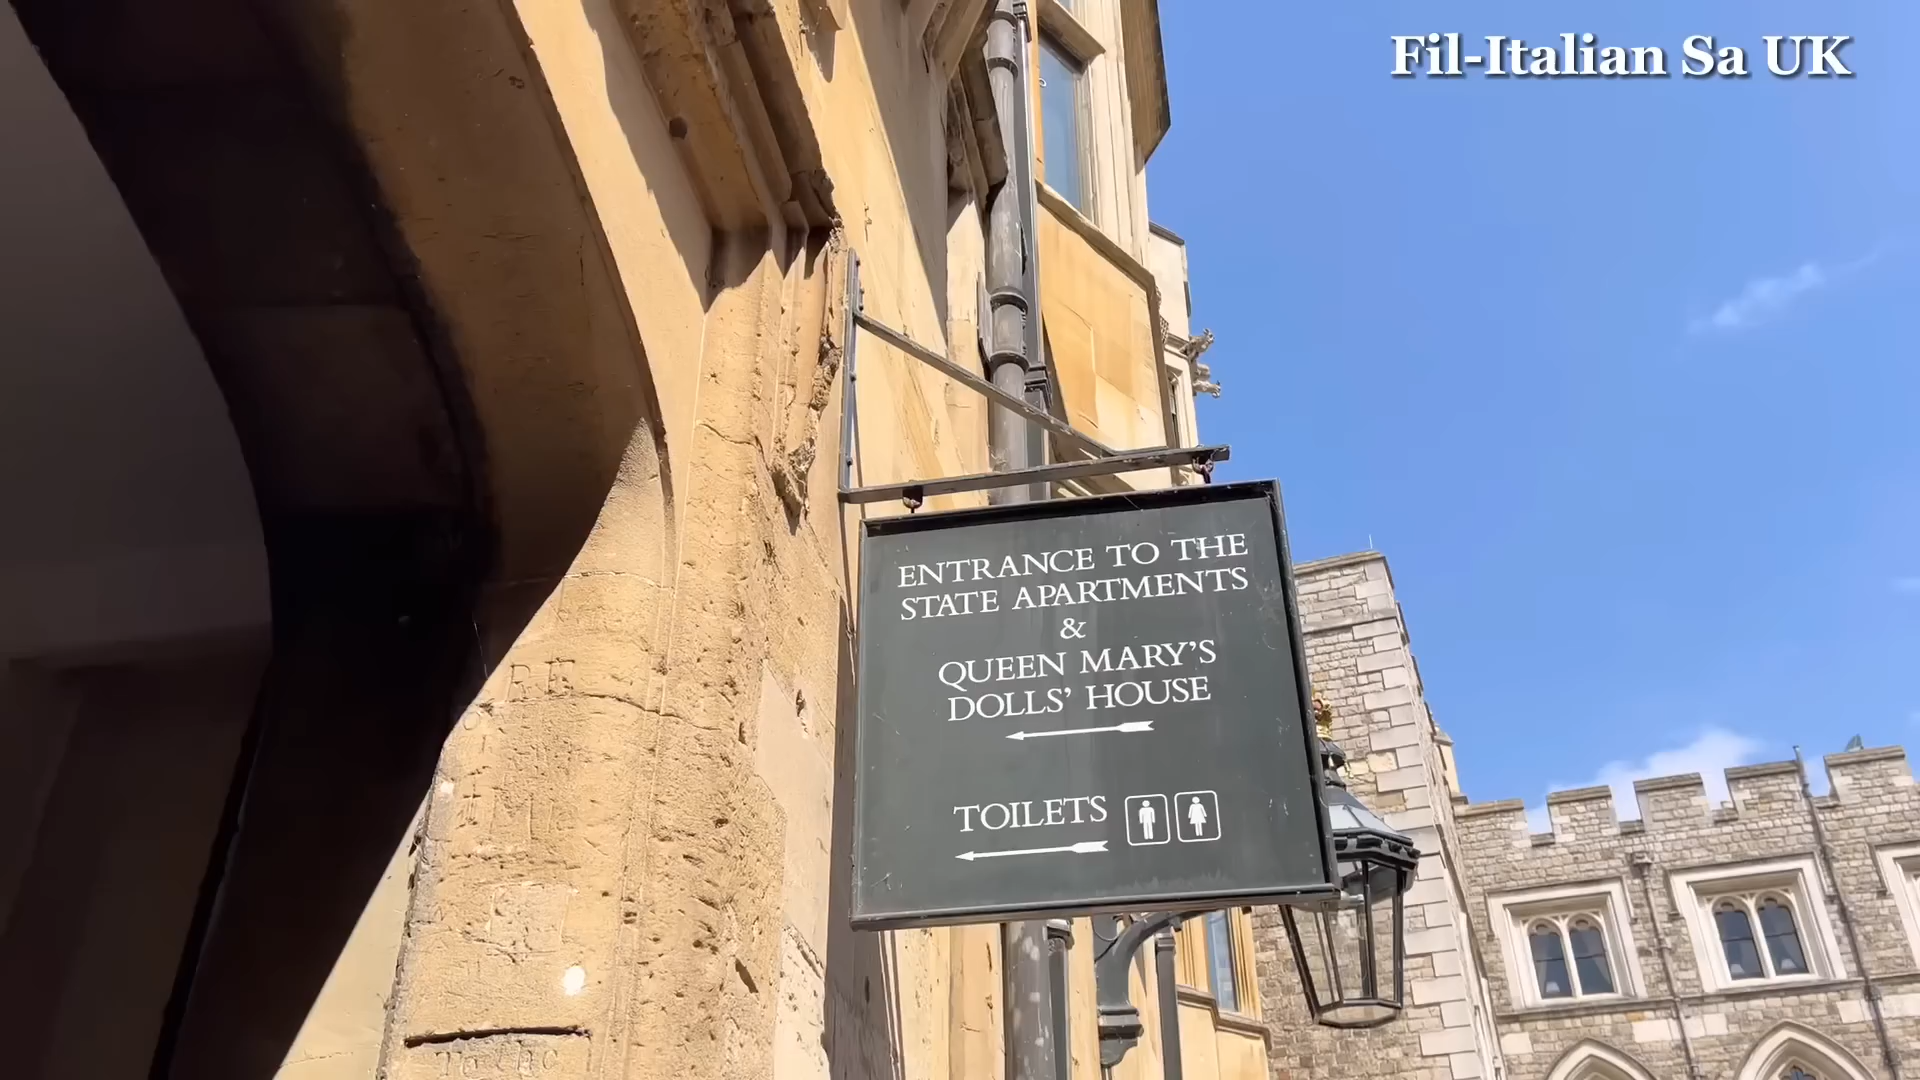 Fil-Italian Sa UK
ENTRANCE TO THE
STATE APARTMENTS
&
QUEEN MARY'S
DOLLS' HOUSE
TOILETS